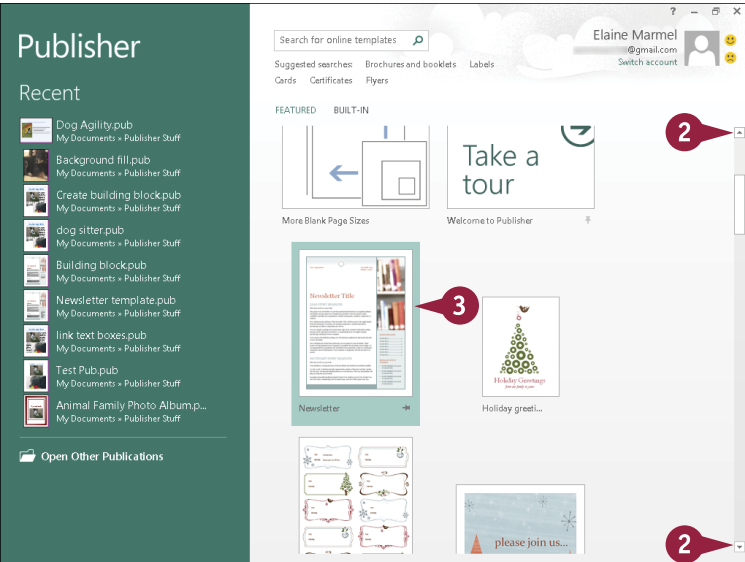 Publisher
Recent
Dog Agility.pub
My Documents » Publisher Stuff
Background fill.pub
My Documents » Publisher Stuff
Create building block.pub
My Documents » Publisher Stuff
dog sitter.pub
My Documents » Publisher Stuff
Building block.pub
My Documents » Publisher Stuff
Newsletter template.pub
My Documents » Publisher Stuff
link text boxes.pub
My Documents » Publisher Stuff
Test Pub.pub
My Documents » Publisher Stuff
Animal Family Photo Album.p...
My Documents » Publisher Stuff
Open Other Publications
?
Elaine Marmel
@gmail.com
Switch account
Search for online templates
Suggested searches: Brochures and booklets Labels
Cards Certificates Flyers
FEATURED BUILT-IN
2
Take a
tour
More Blank Page Sizes
Welcome to Publisher
Newsletter Title
3
Newsletter
Holiday Greetings
from the family to yours
Holiday greeti...
please join us...
2